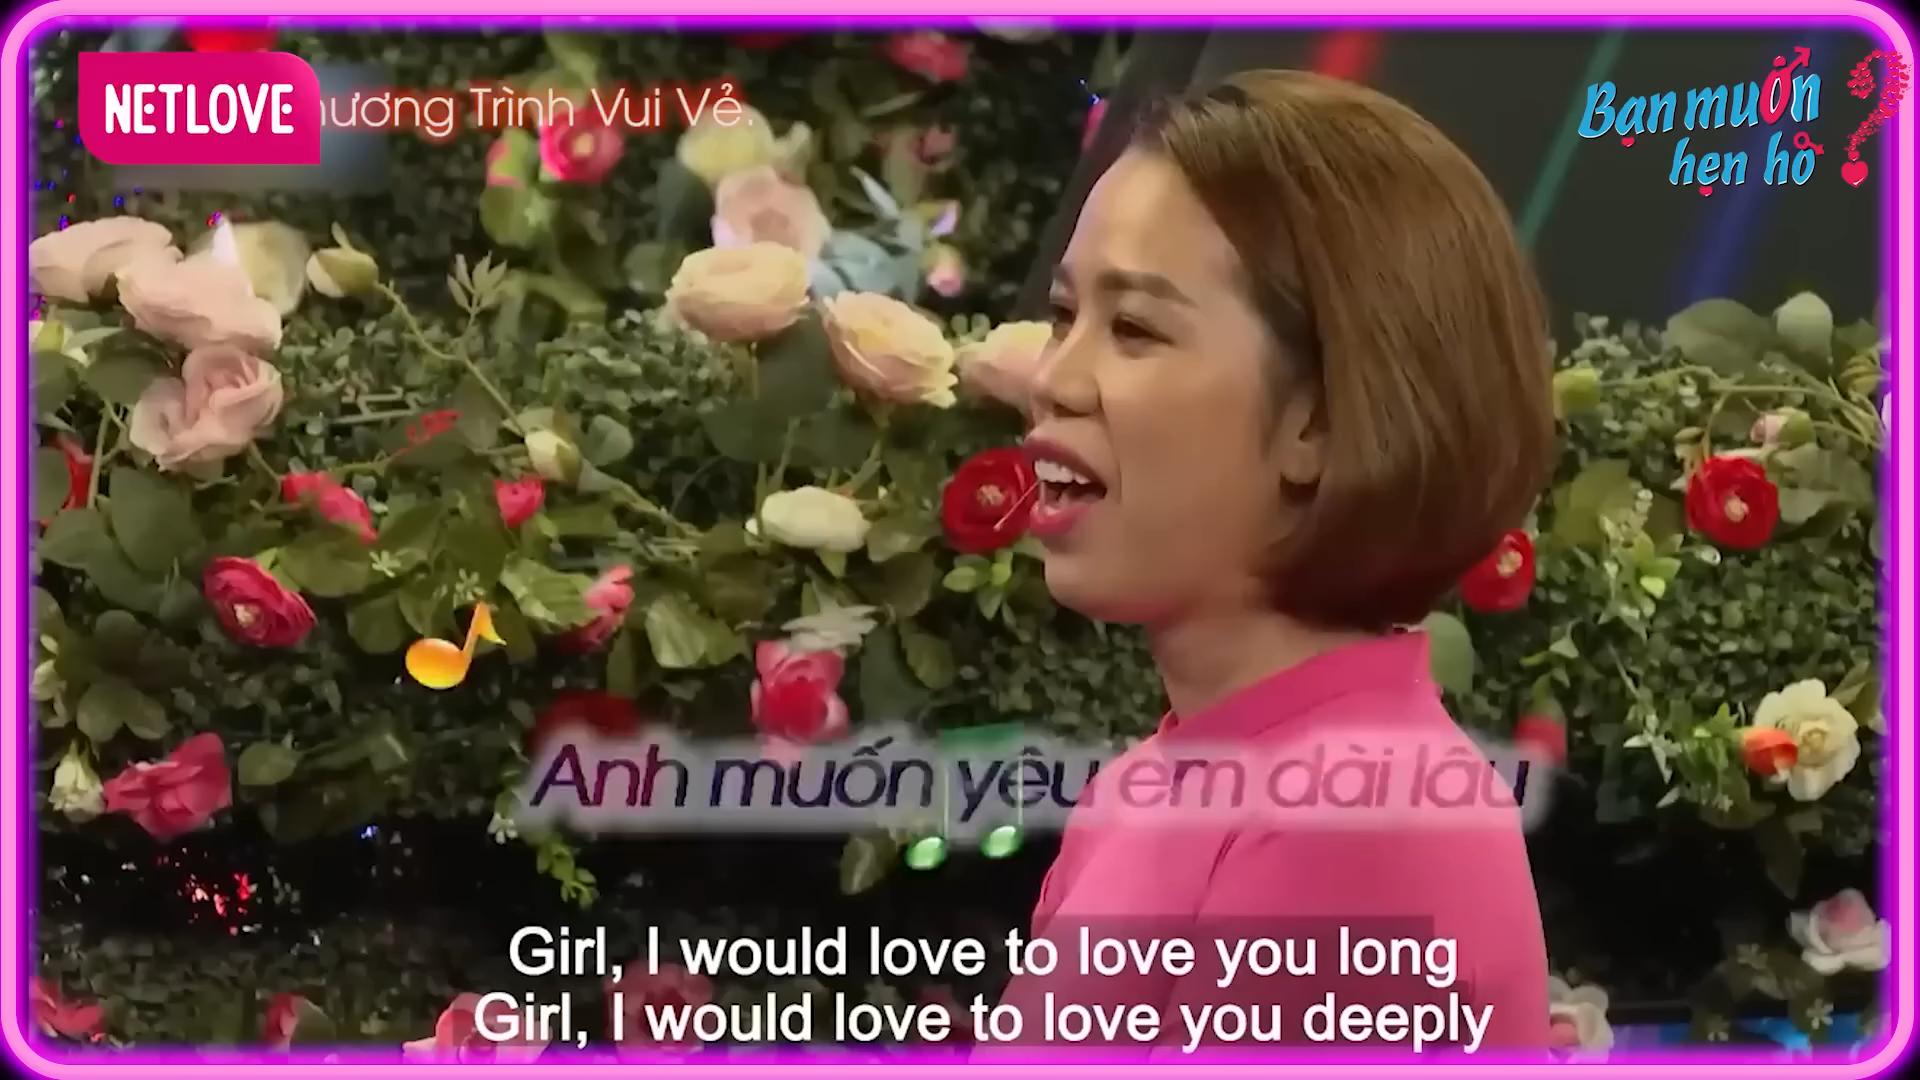 NETLOVE
hương Trình Vui Vẻ.
Bạn muốn
hẹn hò
Anh muốn yêu em dài lâu
Girl, I would love to love you long
Girl, I would love to love you deeply